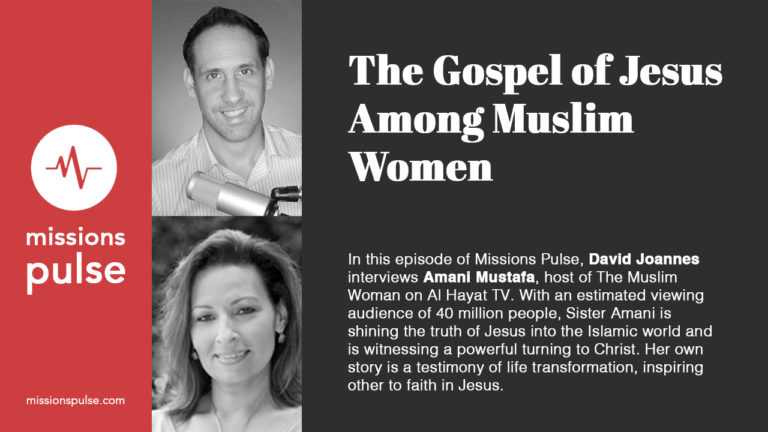 missions
pulse
missionspulse.com
The Gospel of Jesus
Among Muslim
Women
In this episode of Missions Pulse, David Joannes
interviews Amani Mustafa, host of The Muslim
Woman on Al Hayat TV. With an estimated viewing
audience of 40 million people, Sister Amani is
shining the truth of Jesus into the Islamic world and
is witnessing a powerful turning to Christ. Her own
story is a testimony of life transformation, inspiring
other to faith in Jesus.